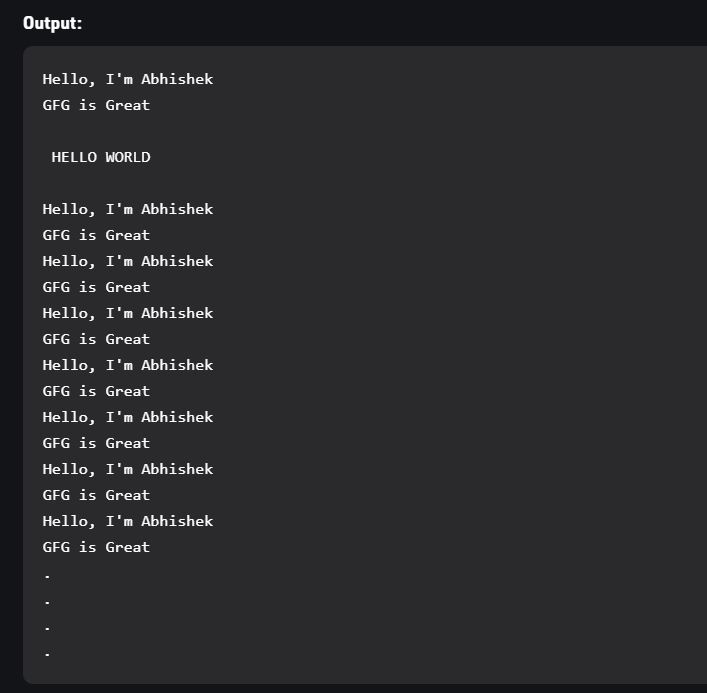 Output:
Hello, I'm Abhishek
GFG is Great
HELLO WORLD
Hello, I'm Abhishek
GFG is Great
Hello, I'm Abhishek
GFG is Great
Hello, I'm Abhishek
GFG is Great
Hello, I'm Abhishek
GFG is Great
Hello, I'm Abhishek
GFG is Great
Hello, I'm Abhishek
GFG is Great
Hello, I'm Abhishek
GFG is Great
.
.
.
.